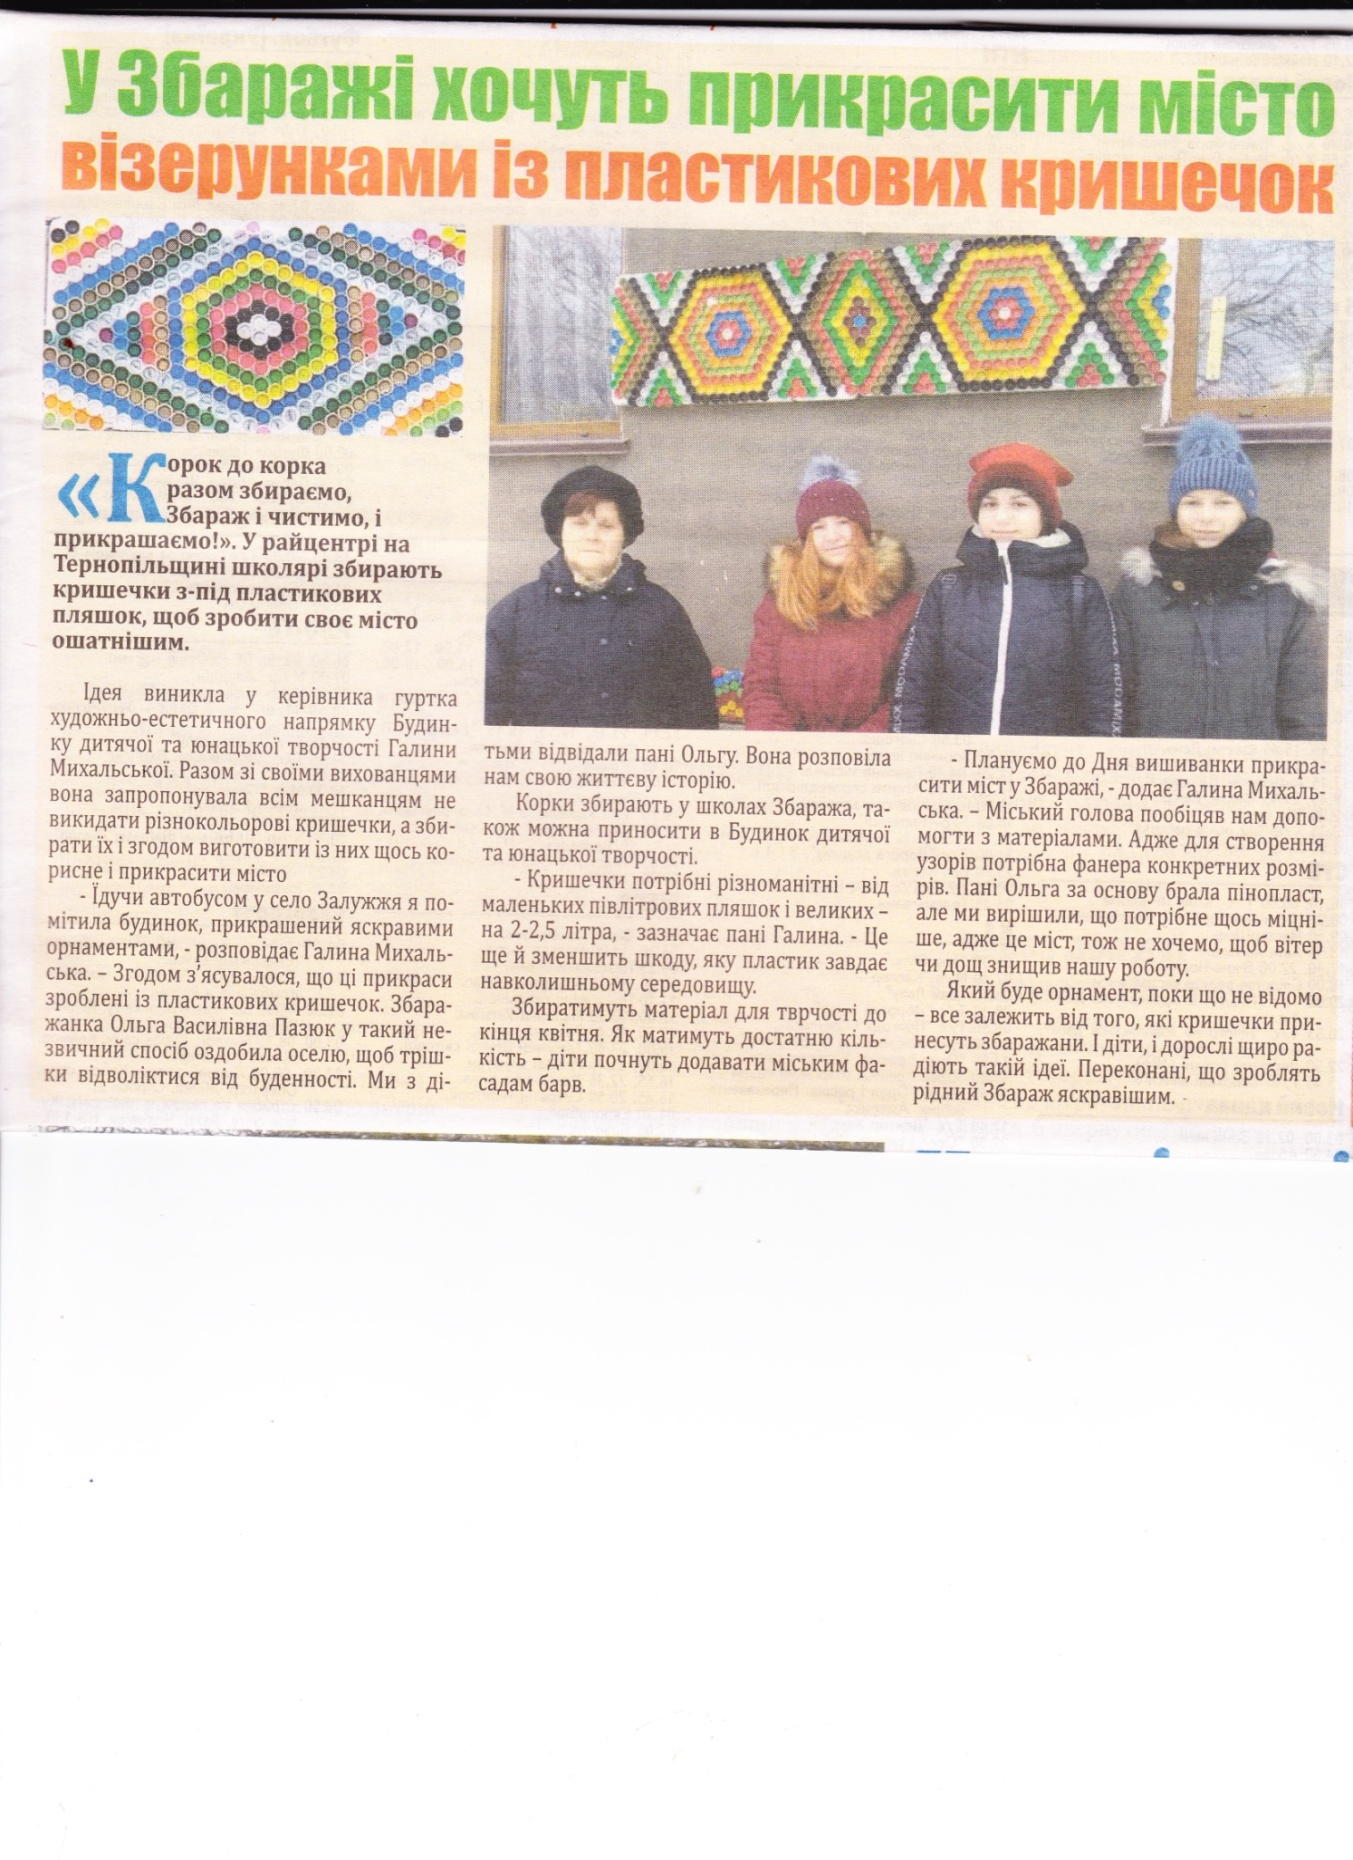 У Збаражі хочуть прикрасити місто
візерунками із пластикових кришечок
«Корок до корка
разом збираємо,
Збараж і чистимо, і
прикрашаємо!». У райцентрі на
Тернопільщині школярі збирають
кришечки з-під пластикових
пляшок, щоб зробити своє місто
ошатнішим.
Ідея виникла у керівника гуртка
художньо-естетичного напрямку Будин-
ку дитячої та юнацької творчості Галини
Михальської. Разом зі своїми вихованцями
вона запропонувала всім мешканцям не
викидати різнокольорові кришечки, а зби-
рати їх і згодом виготовити із них щось ко-
рисне і прикрасити місто
- Їдучи автобусом у село Залужжя я по-
мітила будинок, прикрашений яскравими
орнаментами, - розповідає Галина Михаль-
ська. – Згодом з’ясувалося, що ці прикраси
зроблені із пластикових кришечок. Збара-
жанка Ольга Василівна Пазюк у такий не-
звичний спосіб оздобила оселю, щоб тріш-
ки відволіктися від буденності. Ми з ді-
тьми відвідали пані Ольгу. Вона розповіла
нам свою життєву історію.
Корки збирають у школах Збаража, та-
кож можна приносити в Будинок дитячої
та юнацької творчості.
- Кришечки потрібні різноманітні – від
маленьких півлітрових пляшок і великих –
на 2-2,5 літра, - зазначає пані Галина. - Це
ще й зменшить шкоду, яку пластик завдає
навколишньому середовищу.
Збиратимуть матеріал для тврчості до
кінця квітня. Як матимуть достатню кіль-
кість – діти почнуть додавати міським фа-
садам барв.
- Плануємо до Дня вишиванки прикра-
сити міст у Збаражі, - додає Галина Михаль-
ська. – Міський голова пообіцяв нам допо-
могти з матеріалами. Адже для створення
узорів потрібна фанера конкретних розмі-
рів. Пані Ольга за основу брала пінопласт,
але ми вирішили, що потрібне щось міцні-
ше, адже це міст, тож не хочемо, щоб вітер
чи дощ знищив нашу роботу.
Який буде орнамент, поки що не відомо
– все залежить від того, які кришечки при-
несуть збаражани. І діти, і дорослі щиро ра-
діють такій ідеї. Переконані, що зроблять
рідний Збараж яскравішим.